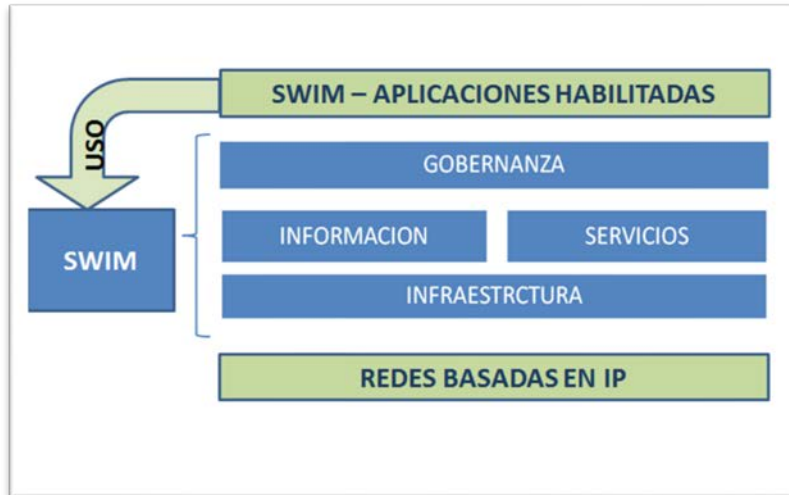 SWIM – APLICACIONES HABILITADAS
USO
GOBERNANZA
INFORMACION
SERVICIOS
SWIM
INFRAESTRCTURA
REDES BASADAS EN IP